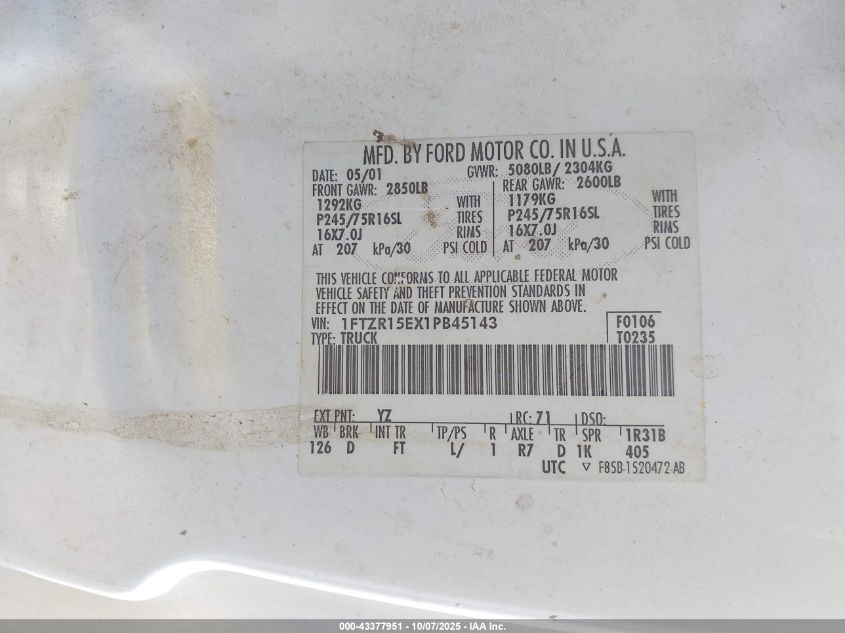 MFD. BY FORD MOTOR CO. IN U.S.A.
DATE: 05/01 GVWR: 5080LB/ 2304KG
FRONT GAWR: 2850LB REAR GAWR: 2600LB
1292KG WITH 1179KG WITH
P245/75R16SL TIRES P245/75R16SL TIRES
16X7.0J RIMS 16X7.0J RIMS
AT 207 kPa/30 PSI COLD AT 207 kPa/30 PSI COLD
THIS VEHICLE CONFORMS TO ALL APPLICABLE FEDERAL MOTOR
VEHICLE SAFETY AND THEFT PREVENTION STANDARDS IN
EFFECT ON THE DATE OF MANUFACTURE SHOWN ABOVE.
VIN: 1FTZR15EX1PB45143 F0106
TYPE: TRUCK T0235
EXT PNT: YZ RC: 71 DSO:
WB BRK INT TR TP/PS R AXLE TR SPR 1R31B
126 D FT L/ 1 R7 D 1K 405
UTC ▽ F85B-1520472-AB
000-43377951 - 10/07/2025 - IAA Inc.